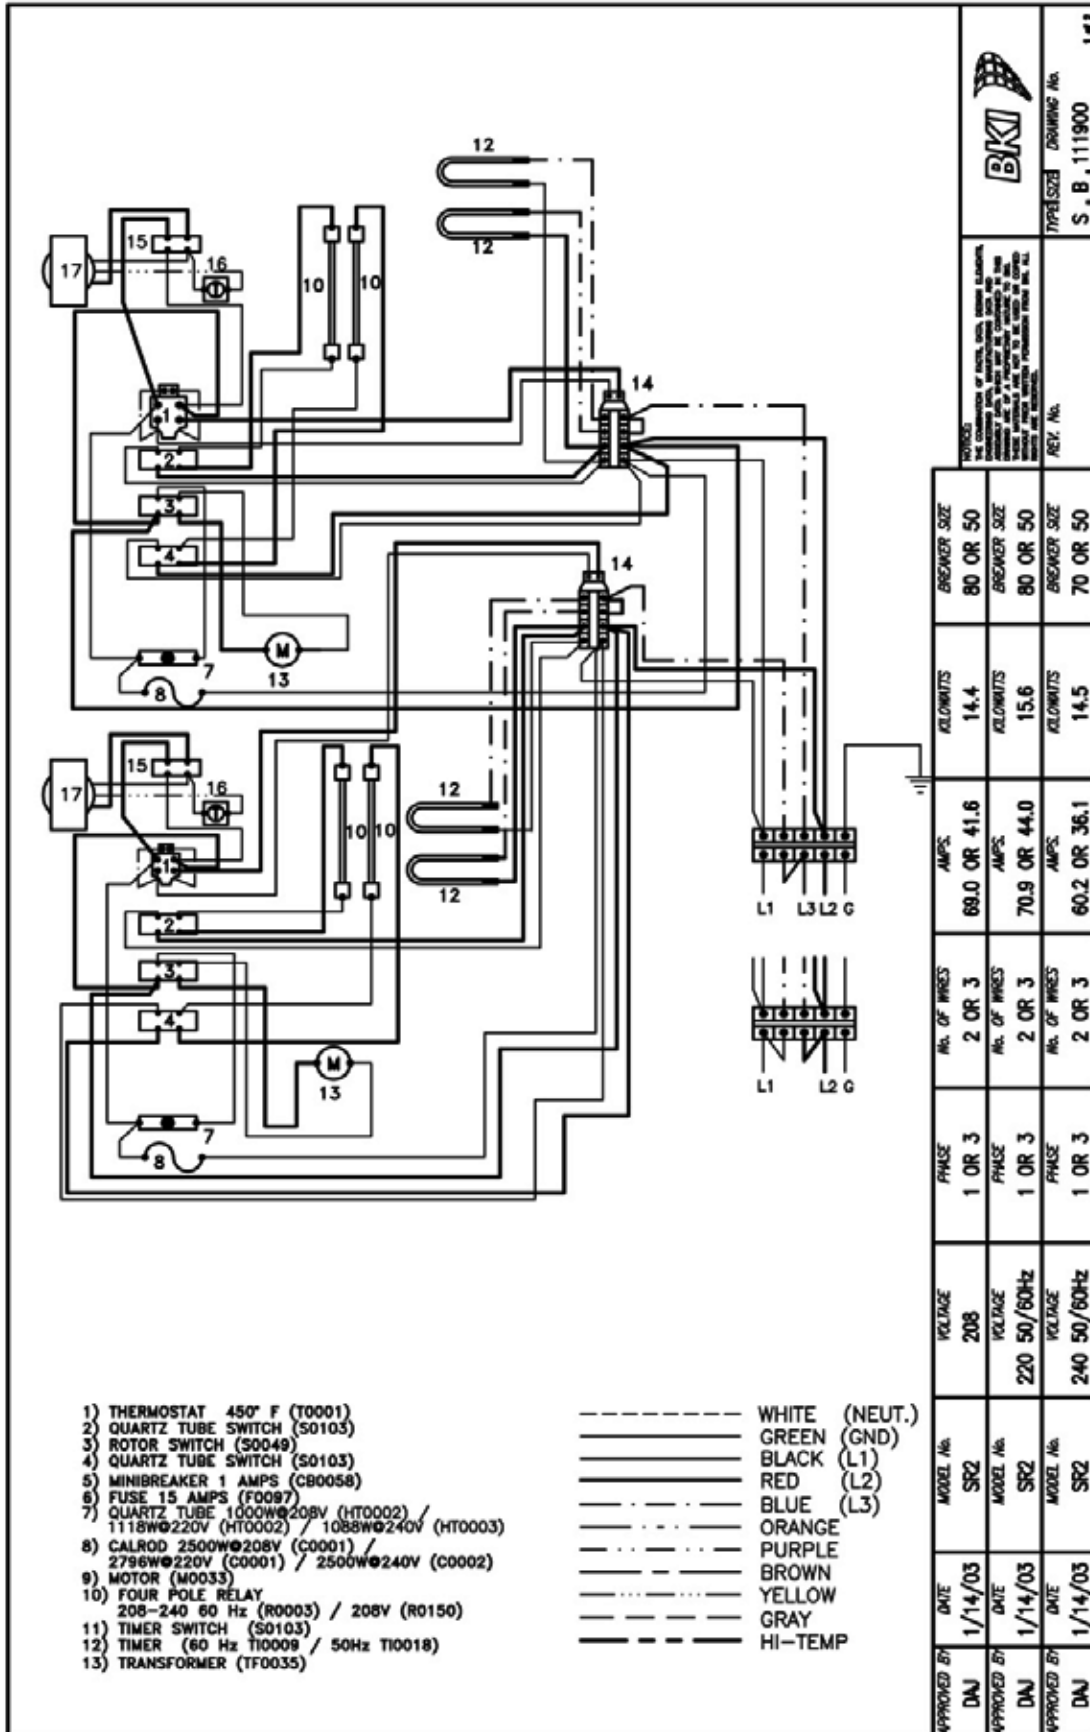 12
12
15
17
16
10
10
1
14
2
3
4
M
7
13
8
14
15
17
16
10
10
12
12
1
2
3
4
M
13
7
8
L1 L3 L2 G
L1 L2 G
1) THERMOSTAT 450° F (T0001)
2) QUARTZ TUBE SWITCH (S0103)
3) ROTOR SWITCH (S0049)
4) QUARTZ TUBE SWITCH (S0103)
5) MINIBREAKER 1 AMPS (CB0058)
6) FUSE 15 AMPS (F0097)
7) QUARTZ TUBE 1000W@208V (HT0002) /
1118W@220V (HT0002) / 1088W@240V (HT0003)
8) CALROD 2500W@208V (C0001) /
2796W@220V (C0001) / 2500W@240V (C0002)
9) MOTOR (M0033)
10) FOUR POLE RELAY
208-240 60 Hz (R0003) / 208V (R0150)
11) TIMER SWITCH (S0103)
12) TIMER (60 Hz TI0009 / 50Hz TI0018)
13) TRANSFORMER (TF0035)
WHITE (NEUT.)
GREEN (GND)
BLACK (L1)
RED (L2)
BLUE (L3)
ORANGE
PURPLE
BROWN
YELLOW
GRAY
HI-TEMP
APPROVED BY DATE MODEL No. VOLTAGE PHASE No. OF WIRES AMPS. KILOWATTS BREAKER SIZE
DAJ 1/14/03 SR2 208 1 OR 3 2 OR 3 69.0 OR 41.6 14.4 80 OR 50
APPROVED BY DATE MODEL No. VOLTAGE PHASE No. OF WIRES AMPS. KILOWATTS BREAKER SIZE
DAJ 1/14/03 SR2 220 50/60Hz 1 OR 3 2 OR 3 70.9 OR 44.0 15.6 80 OR 50
APPROVED BY DATE MODEL No. VOLTAGE PHASE No. OF WIRES AMPS. KILOWATTS BREAKER SIZE
DAJ 1/14/03 SR2 240 50/60Hz 1 OR 3 2 OR 3 60.2 OR 36.1 14.5 70 OR 50
NOTICE:
REV. No.
BKI
TYPE SIZE DRAWING No.
S B 111900